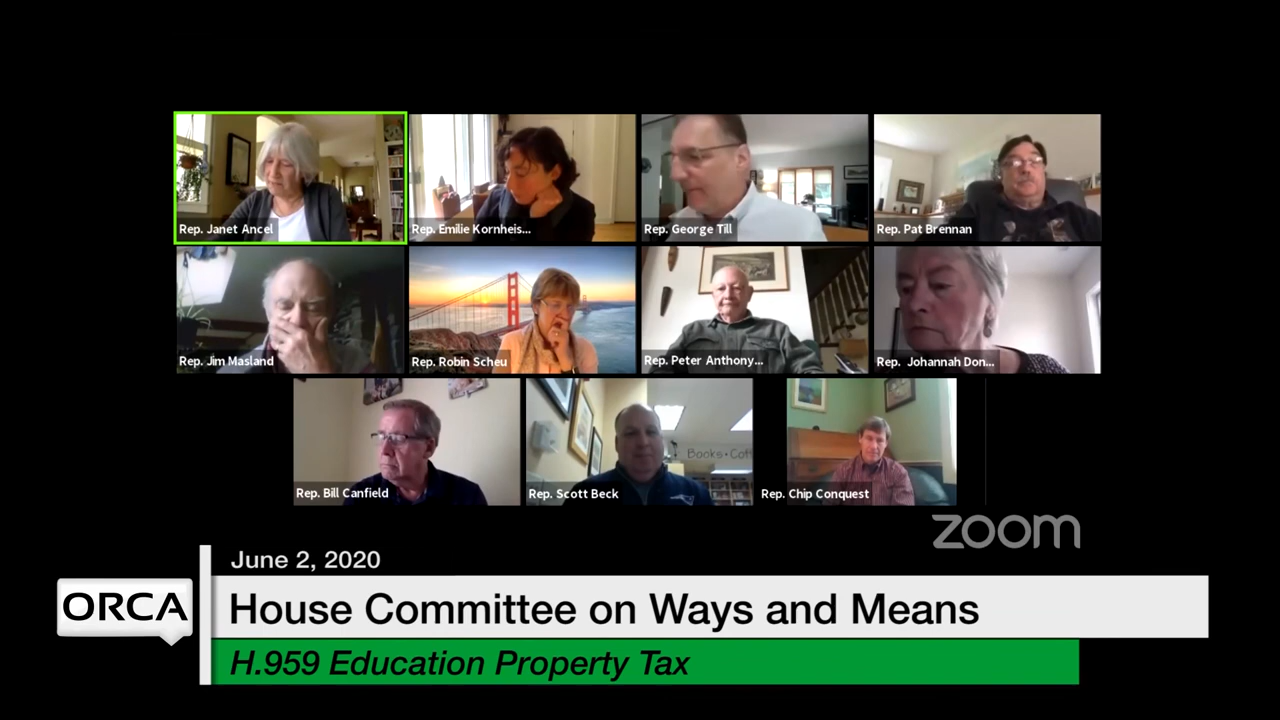 Rep. Janet Ancel
Rep. Emilie Kornheis...
Rep. George Till
Rep. Pat Brennan
Rep. Jim Masland
Rep. Robin Scheu
Rep. Peter Anthony...
Rep. Johannah Don...
Books•Coff
Rep. Bill Canfield
Rep. Scott Beck
Rep. Chip Conquest
zoom
June 2, 2020
ORCA
House Committee on Ways and Means
H.959 Education Property Tax